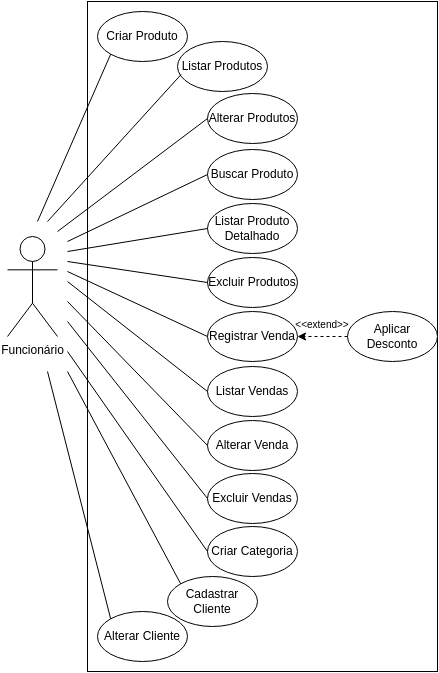 Criar Produto
Listar Produtos
Alterar Produtos
Buscar Produto
Listar Produto
Detalhado
Excluir Produtos
Registrar Venda
<<extend>>
Aplicar
Desconto
Funcionário
Listar Vendas
Alterar Venda
Excluir Vendas
Criar Categoria
Cadastrar
Cliente
Alterar Cliente